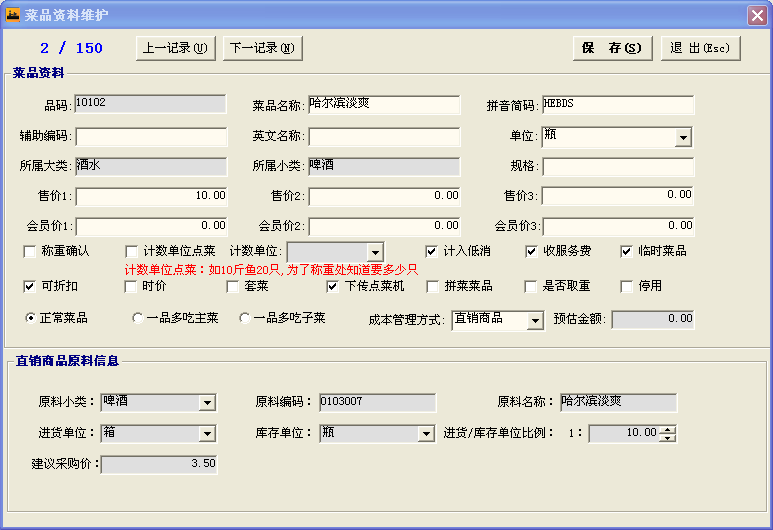 菜品资料维护
2 / 150 上一记录(U) 下一记录(N) 保 存(S) 退 出(Esc)
菜品资料
品码: 10102 菜品名称: 哈尔滨淡爽 拼音简码: HEBDS
辅助编码: 英文名称: 单位: 瓶
所属大类: 酒水 所属小类: 啤酒 规格:
售价1: 10.00 售价2: 0.00 售价3: 0.00
会员价1: 0.00 会员价2: 0.00 会员价3: 0.00
称重确认 计数单位点菜 计数单位: 计入低消 收服务费 临时菜品
计数单位点菜：如10斤鱼20只,为了称重处知道要多少只
可折扣 时价 套菜 下传点菜机 拼菜菜品 是否取重 停用
正常菜品 一品多吃主菜 一品多吃子菜 成本管理方式: 直销商品 预估金额: 0.00
直销商品原料信息
原料小类： 啤酒 原料编码： 0103007 原料名称： 哈尔滨淡爽
进货单位： 箱 库存单位： 瓶 进货/库存单位比例： 1： 10.00
建议采购价： 3.50